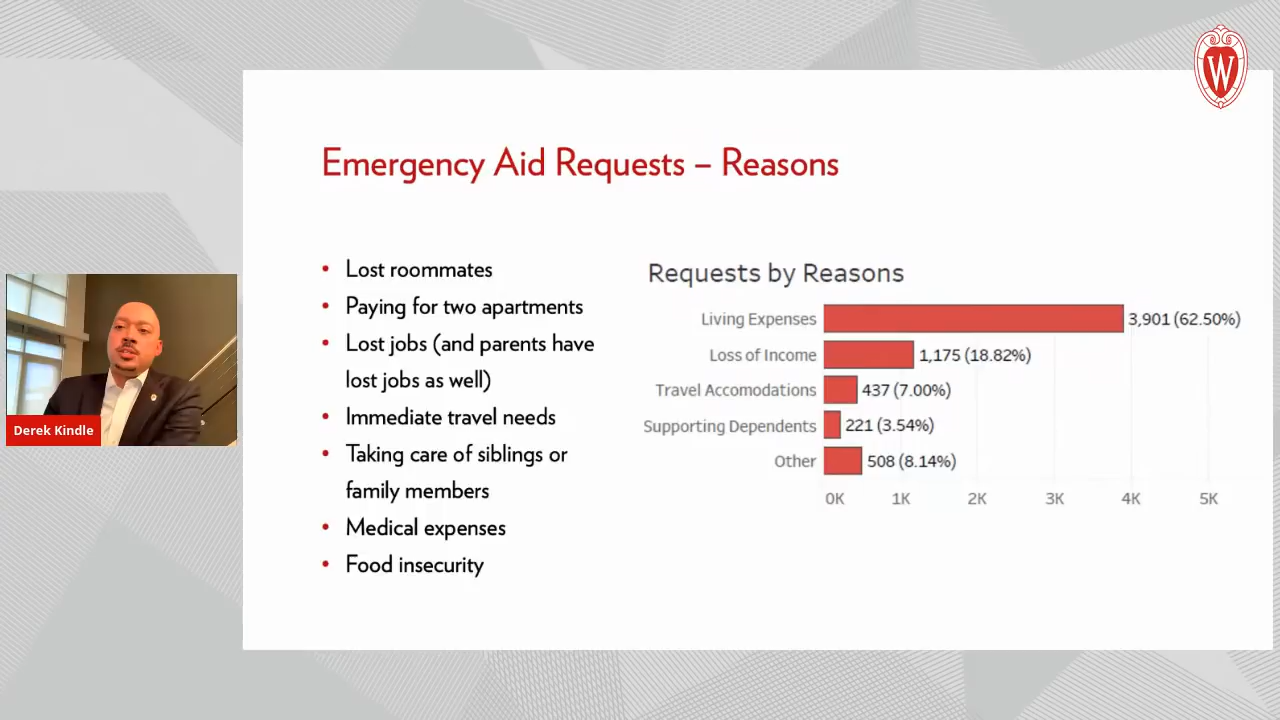 W
Emergency Aid Requests – Reasons
• Lost roommates
• Paying for two apartments
• Lost jobs (and parents have
lost jobs as well)
• Immediate travel needs
• Taking care of siblings or
family members
• Medical expenses
• Food insecurity
Requests by Reasons
Living Expenses 3,901 (62.50%)
Loss of Income 1,175 (18.82%)
Travel Accomodations 437 (7.00%)
Supporting Dependents 221 (3.54%)
Other 508 (8.14%)
0K 1K 2K 3K 4K 5K
Derek Kindle